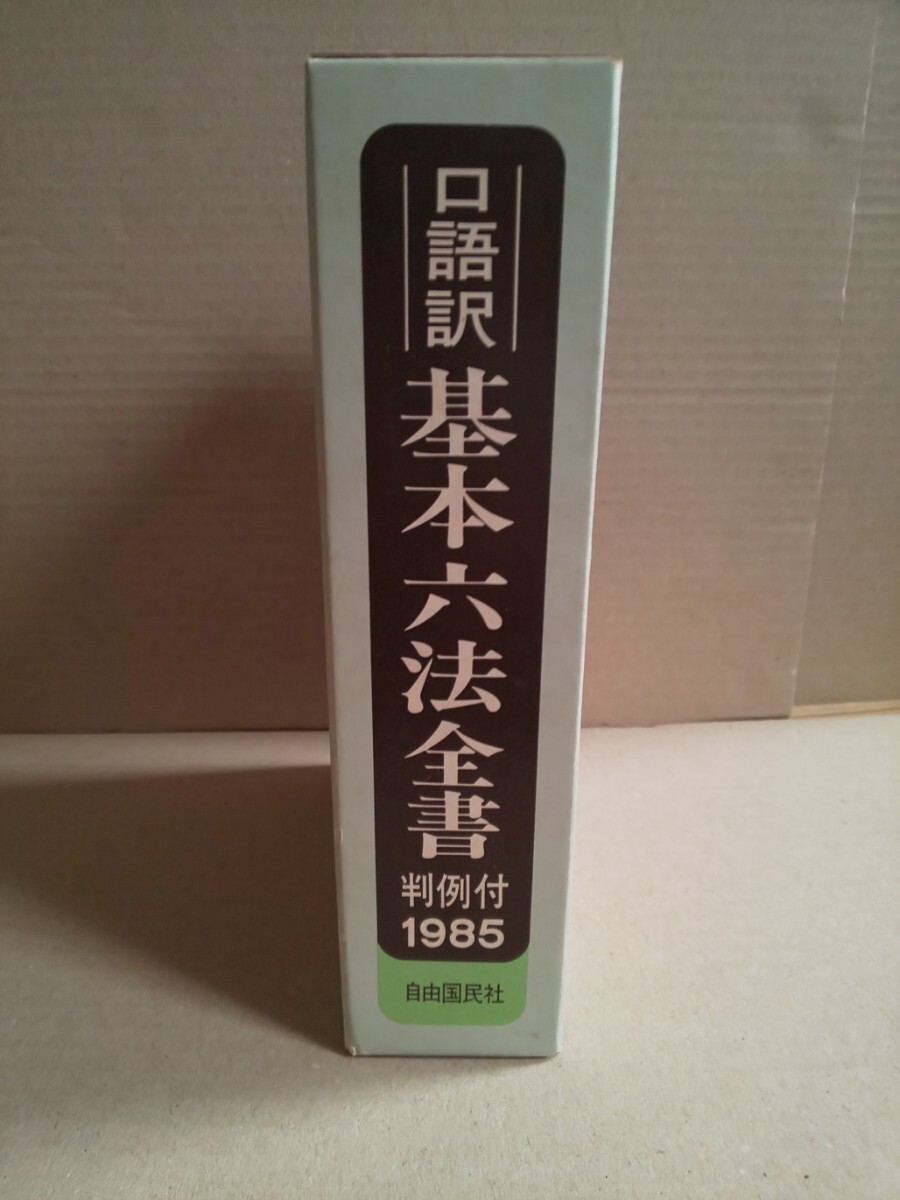 口語訳
基本六法全書
判例付
1985
自由国民社